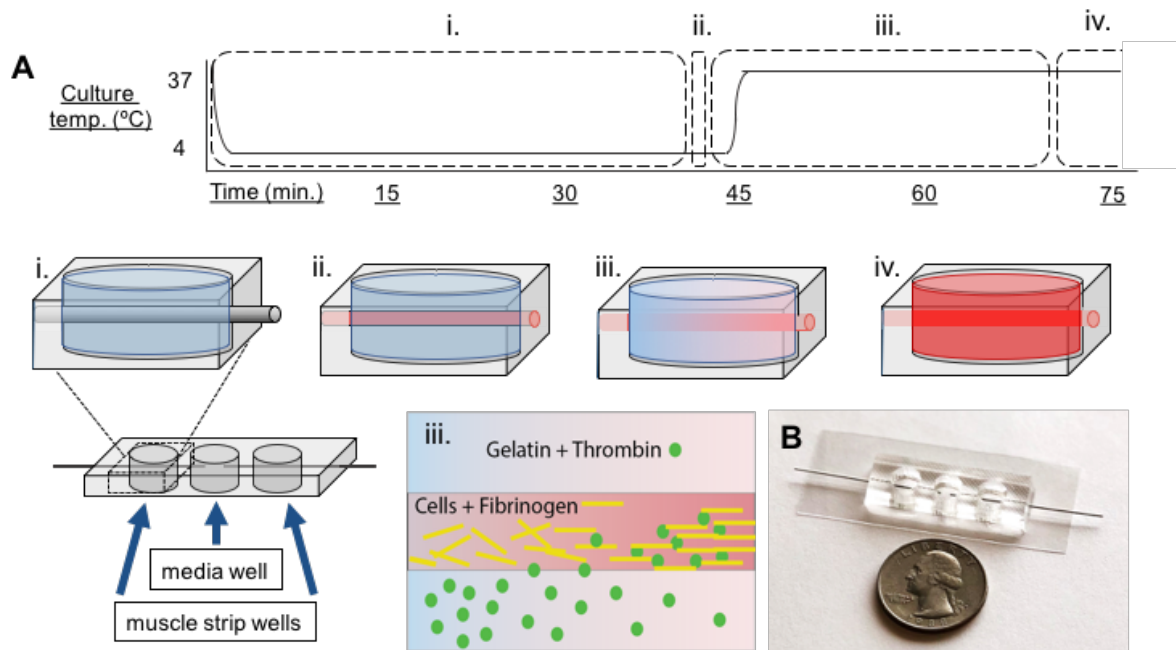 i.
ii.
iii.
iv.
A
37
Culture
temp. (ºC)
4
Time (min.)
15
30
45
60
75
i.
ii.
iii.
iv.
media well
muscle strip wells
iii.
Gelatin + Thrombin
Cells + Fibrinogen
B
LIBERTY